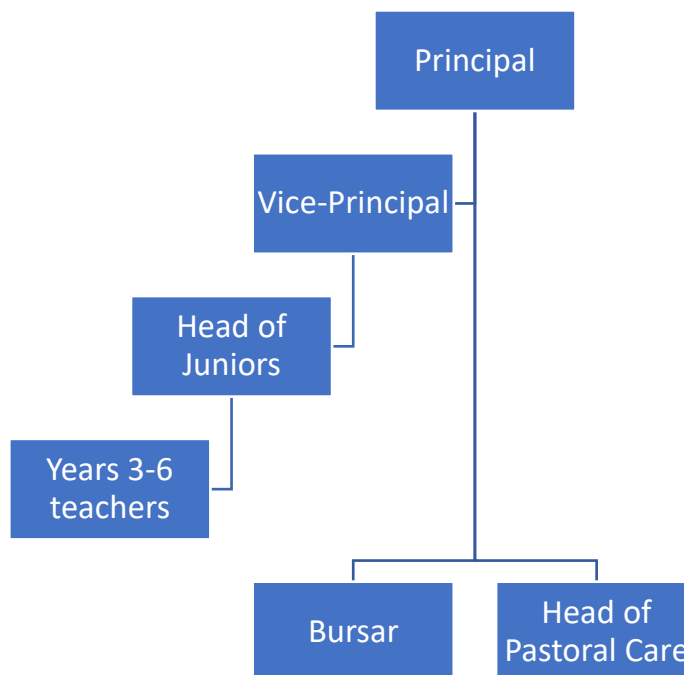 Principal
Vice-Principal
Head of
Juniors
Years 3-6
teachers
Bursar
Head of
Pastoral Care